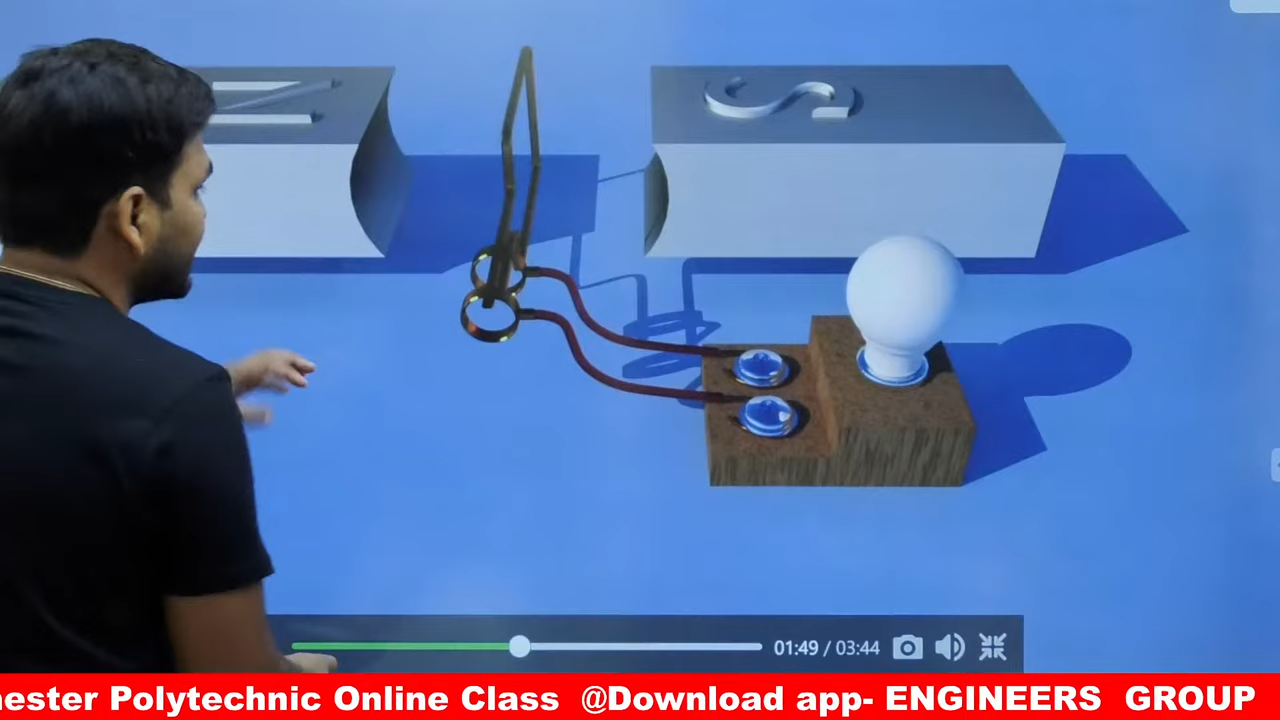 N
S
01:49 / 03:44
nester Polytechnic Online Class @Download app- ENGINEERS GROUP